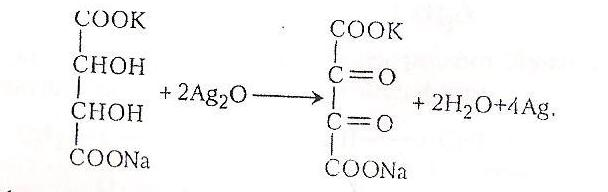 COOK
CHOH
CHOH
COONa
+ 2Ag₂O
COOK
C=O
C=O
COONa
+ 2H₂O+4Ag.